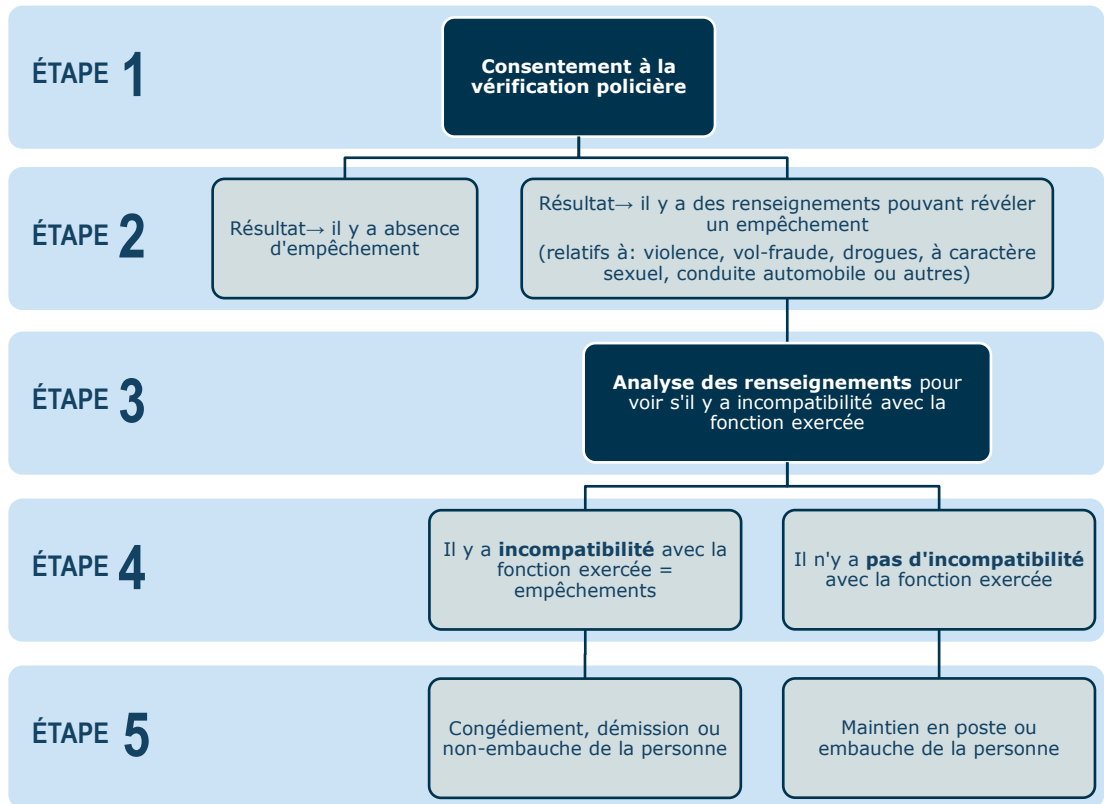 ÉTAPE 1
Consentement à la
vérification policière
ÉTAPE 2
Résultat→ il y a absence
d'empêchement
Résultat→ il y a des renseignements pouvant révéler
un empêchement
(relatifs à: violence, vol-fraude, drogues, à caractère
sexuel, conduite automobile ou autres)
ÉTAPE 3
Analyse des renseignements pour
voir s'il y a incompatibilité avec la
fonction exercée
ÉTAPE 4
Il y a incompatibilité avec la
fonction exercée =
empêchements
Il n'y a pas d'incompatibilité
avec la fonction exercée
ÉTAPE 5
Congédiement, démission ou
non-embauche de la personne
Maintien en poste ou
embauche de la personne